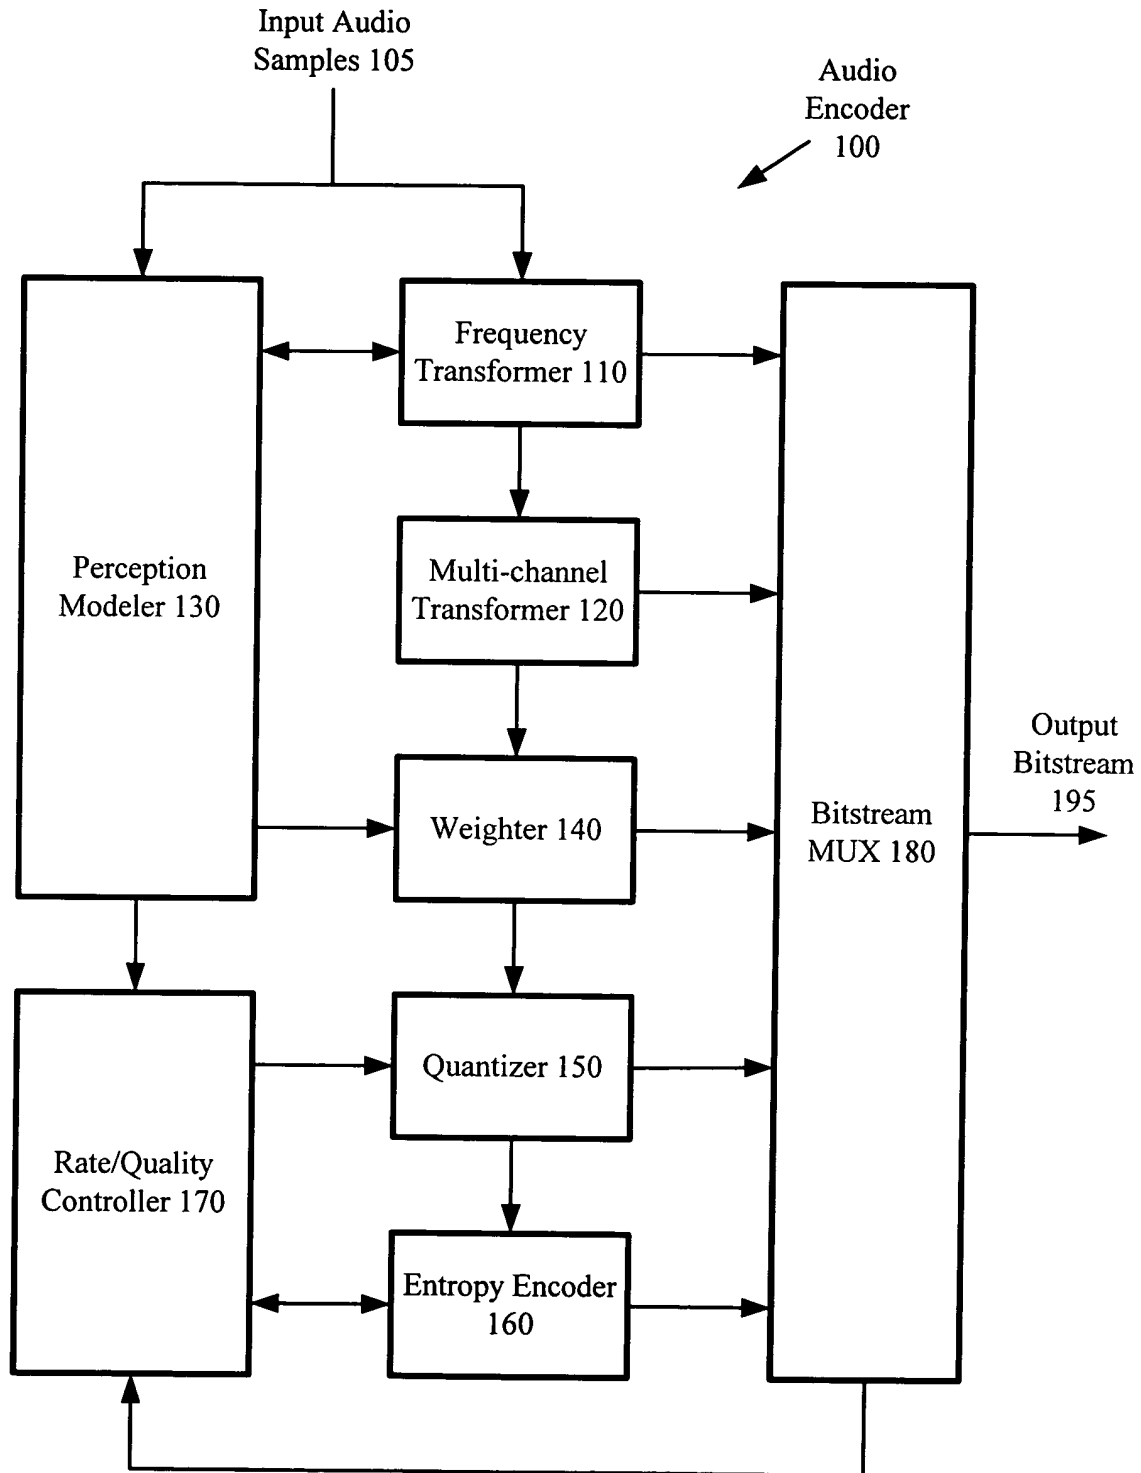 Input Audio
Samples 105
Audio
Encoder
100
Frequency
Transformer 110
Perception
Modeler 130
Multi-channel
Transformer 120
Output
Bitstream
195
Weighter 140
Bitstream
MUX 180
Quantizer 150
Rate/Quality
Controller 170
Entropy Encoder
160